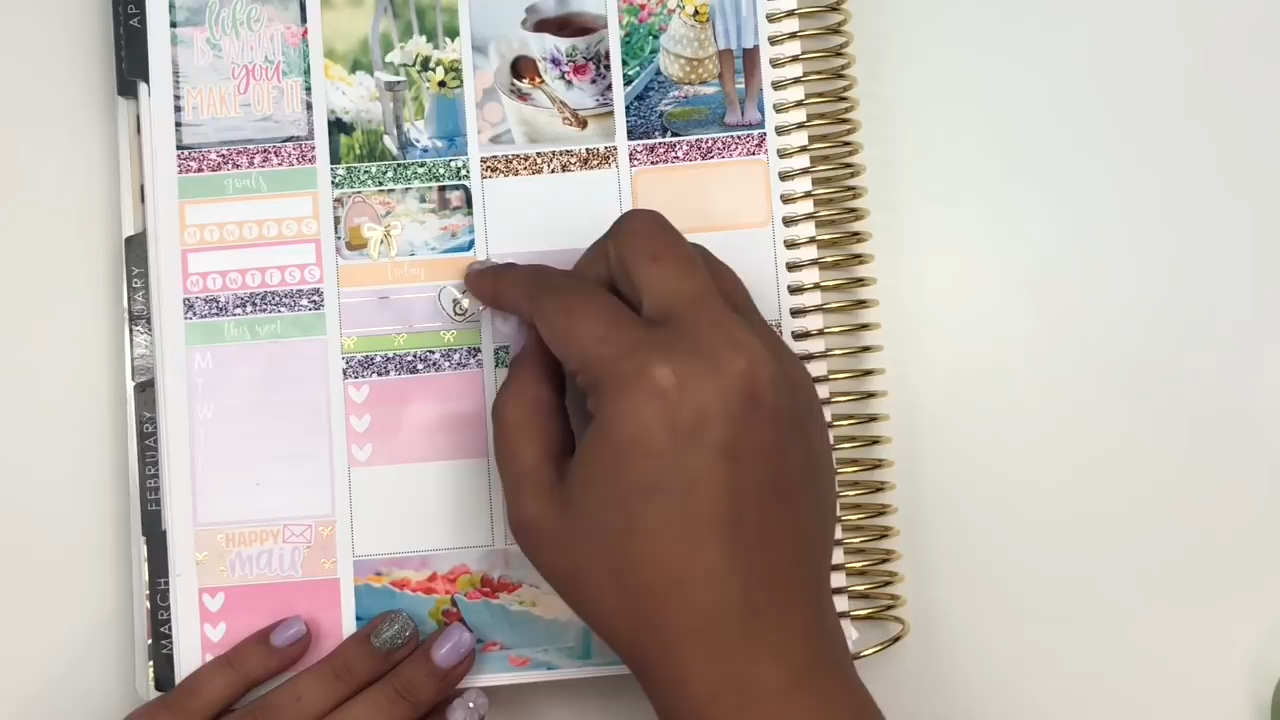 AP
life
IS WHAT
you
MAKE OF IT
goals
M T W T F S S
M T W T F S S
today
this week
M
T
W
T
HAPPY
mail
JANUARY
FEBRUARY
MARCH